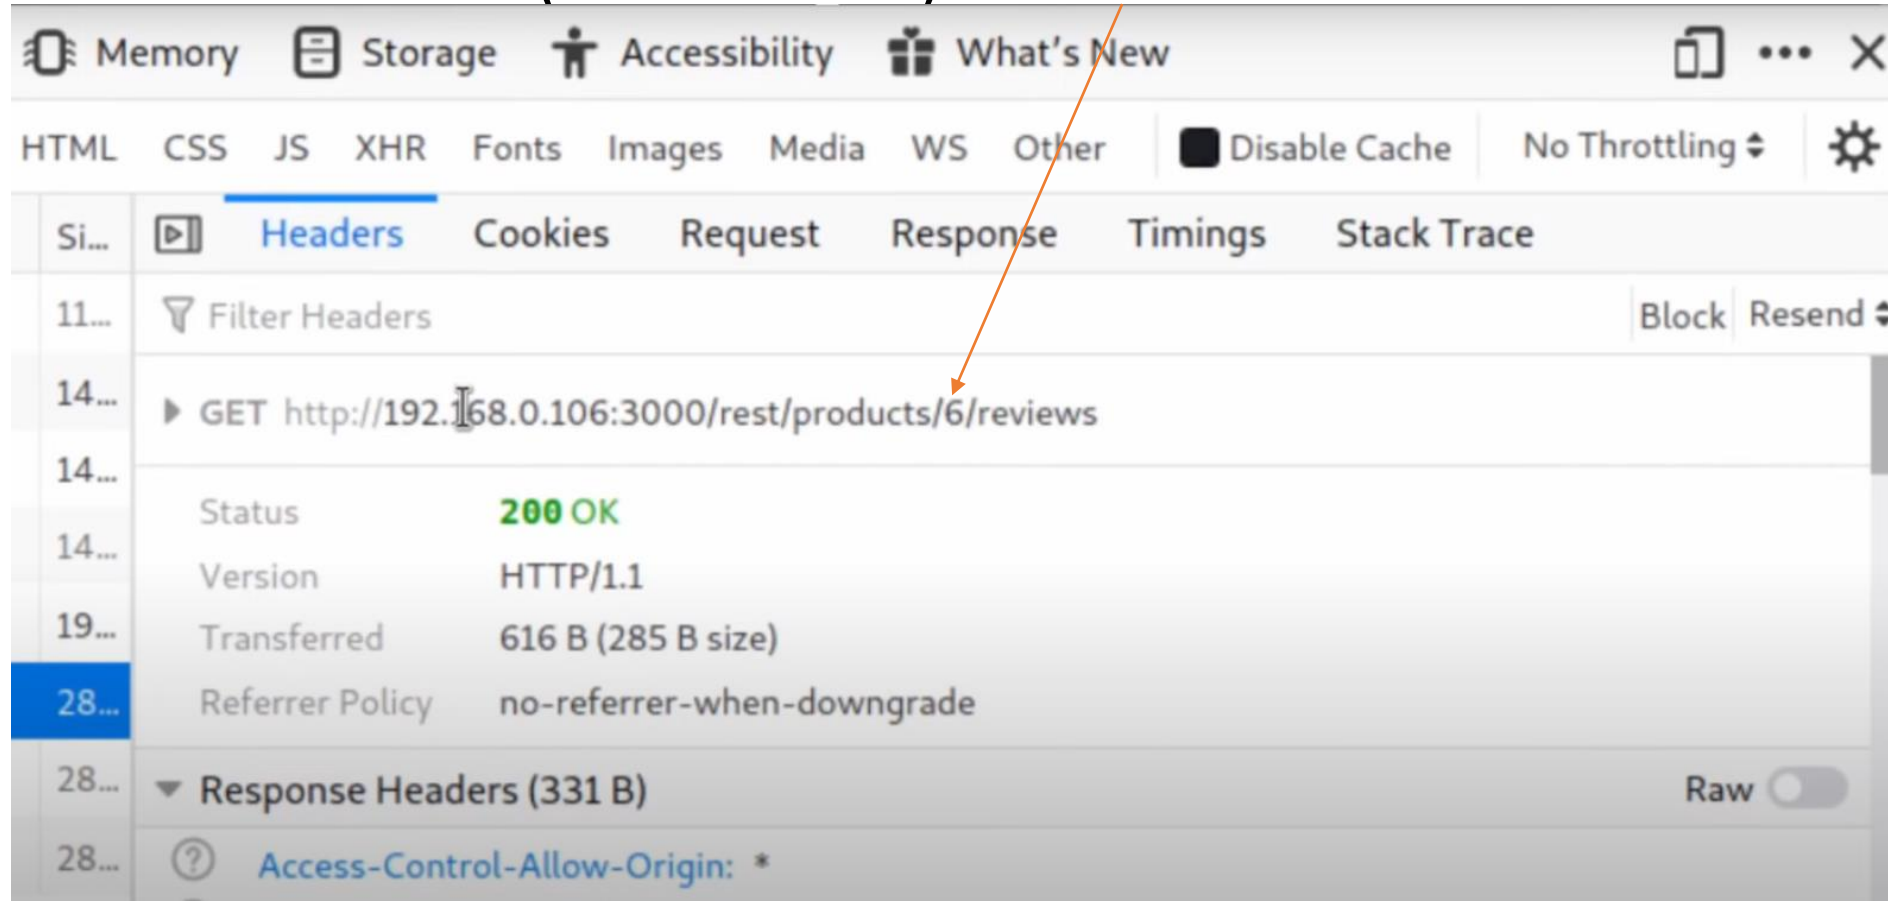 Memory Storage Accessibility What's New
HTML CSS JS XHR Fonts Images Media WS Other Disable Cache No Throttling
Si... Headers Cookies Request Response Timings Stack Trace
11... Filter Headers Block Resend
14... GET http://192.168.0.106:3000/rest/products/6/reviews
14... Status 200 OK
14... Version HTTP/1.1
19... Transferred 616 B (285 B size)
28... Referrer Policy no-referrer-when-downgrade
28... Response Headers (331 B) Raw
28... Access-Control-Allow-Origin: *